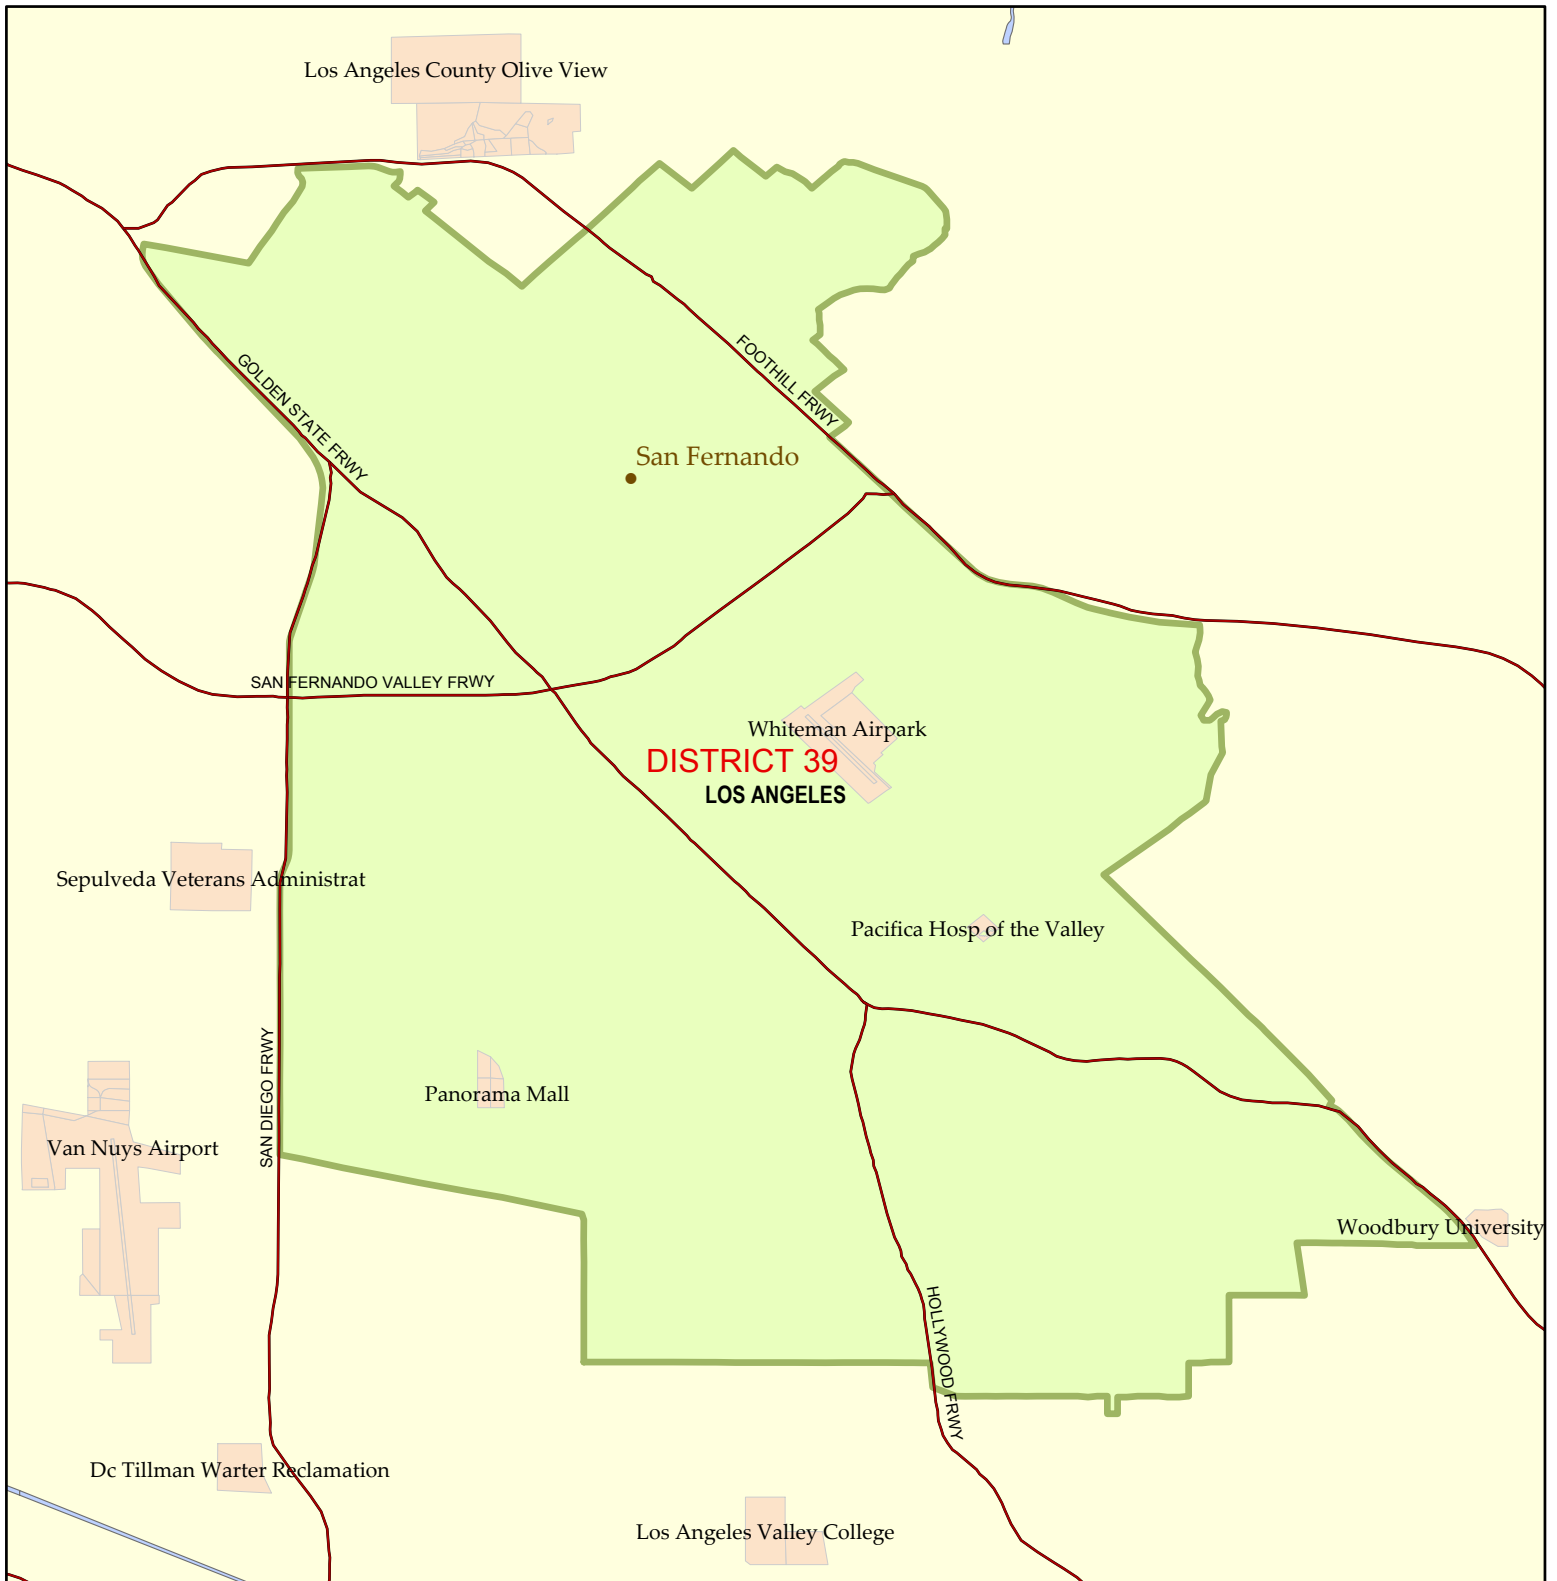 Los Angeles County Olive View
FOOTHILL FRWY
GOLDEN STATE FRWY
San Fernando
SAN FERNANDO VALLEY FRWY
Whiteman Airpark
DISTRICT 39
LOS ANGELES
Sepulveda Veterans Administrat
Pacifica Hosp of the Valley
SAN DIEGO FRWY
Panorama Mall
Van Nuys Airport
Woodbury University
HOLLYWOOD FRWY
Dc Tillman Warter Reclamation
Los Angeles Valley College